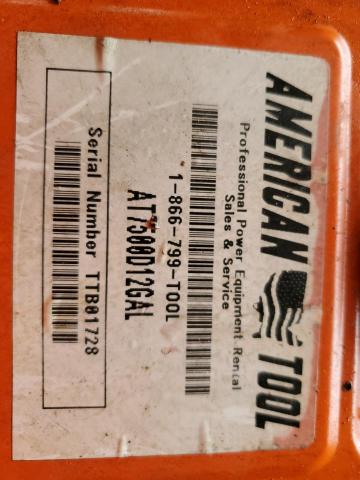 AMERICAN TOOL
Professional Power Equipment Rental
Sales & Service
1-866-799-TOOL
AT7500D12GAL
Serial Number TTB01728